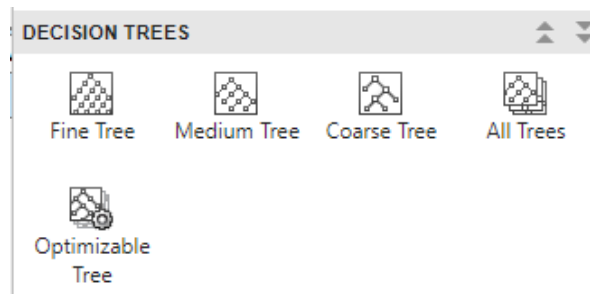 DECISION TREES
Fine Tree
Medium Tree
Coarse Tree
All Trees
Optimizable
Tree